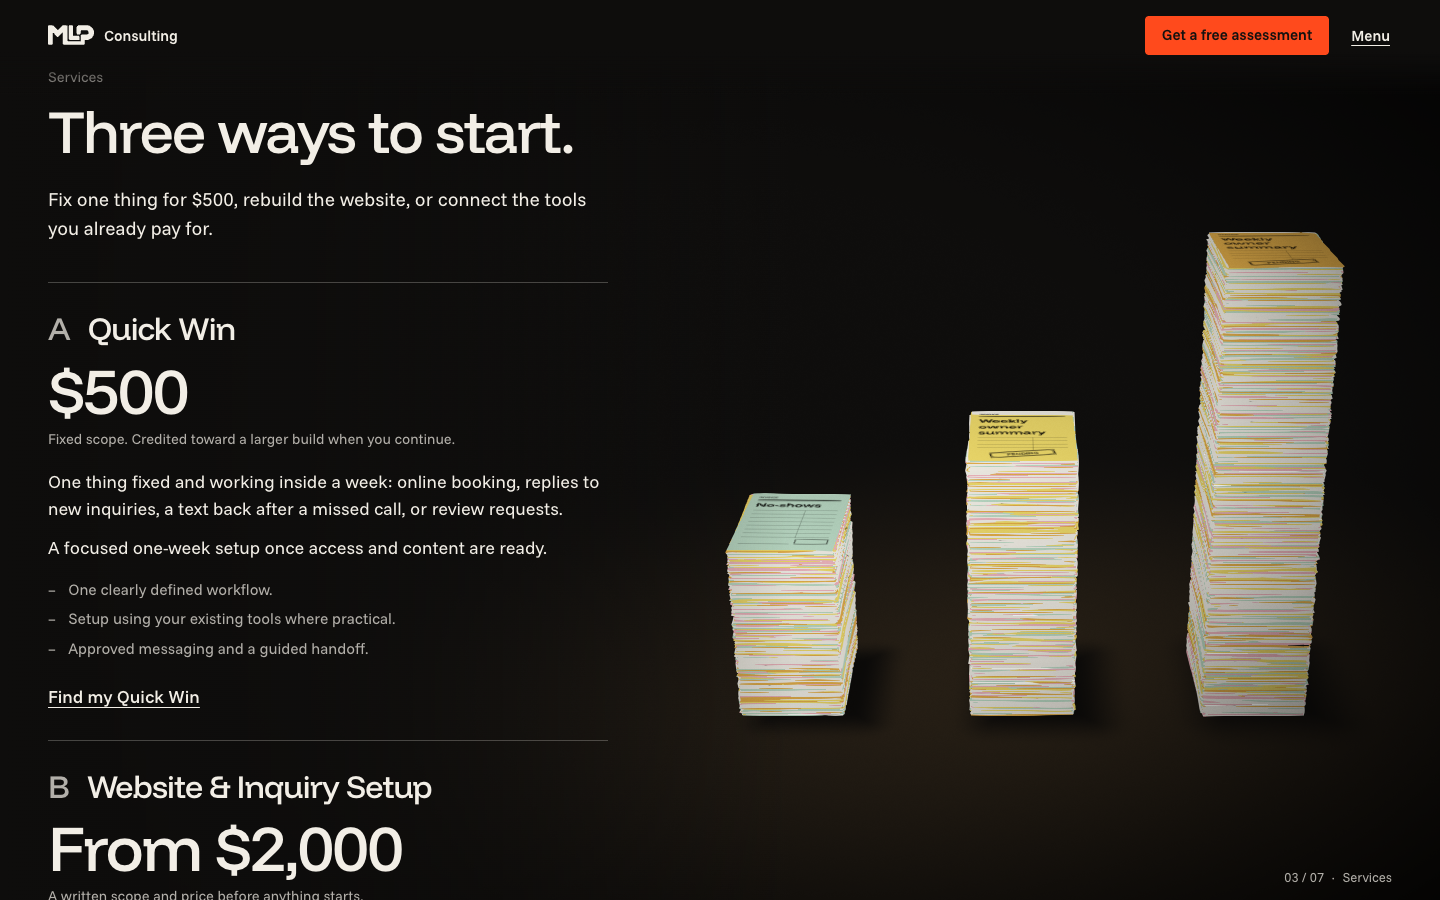 MLP Consulting
Get a free assessment
Menu
Services
Three ways to start.
Fix one thing for $500, rebuild the website, or connect the tools
you already pay for.
A Quick Win
$500
Fixed scope. Credited toward a larger build when you continue.
One thing fixed and working inside a week: online booking, replies to
new inquiries, a text back after a missed call, or review requests.
A focused one-week setup once access and content are ready.
– One clearly defined workflow.
– Setup using your existing tools where practical.
– Approved messaging and a guided handoff.
Find my Quick Win
B Website & Inquiry Setup
From $2,000
A written scope and price before anything starts.
No-shows
Weekly
owner
summary
Weekly
owner
summary
03 / 07 · Services